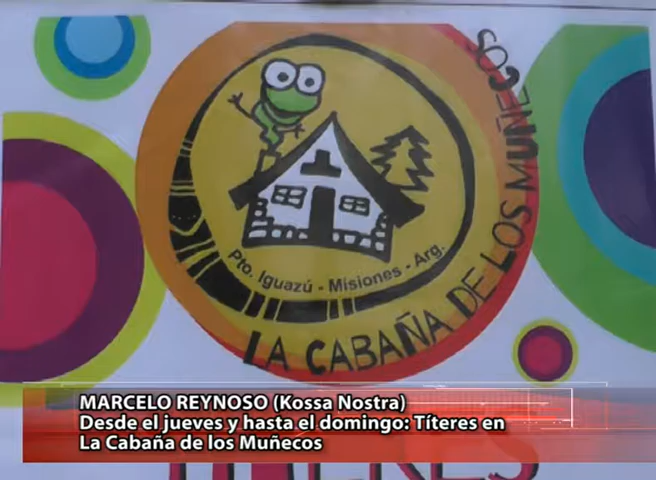 LA CABAÑA DE LOS MUÑECOS
Pto. Iguazú - Misiones - Arg.
MARCELO REYNOSO (Kossa Nostra)
Desde el jueves y hasta el domingo: Títeres en
La Cabaña de los Muñecos